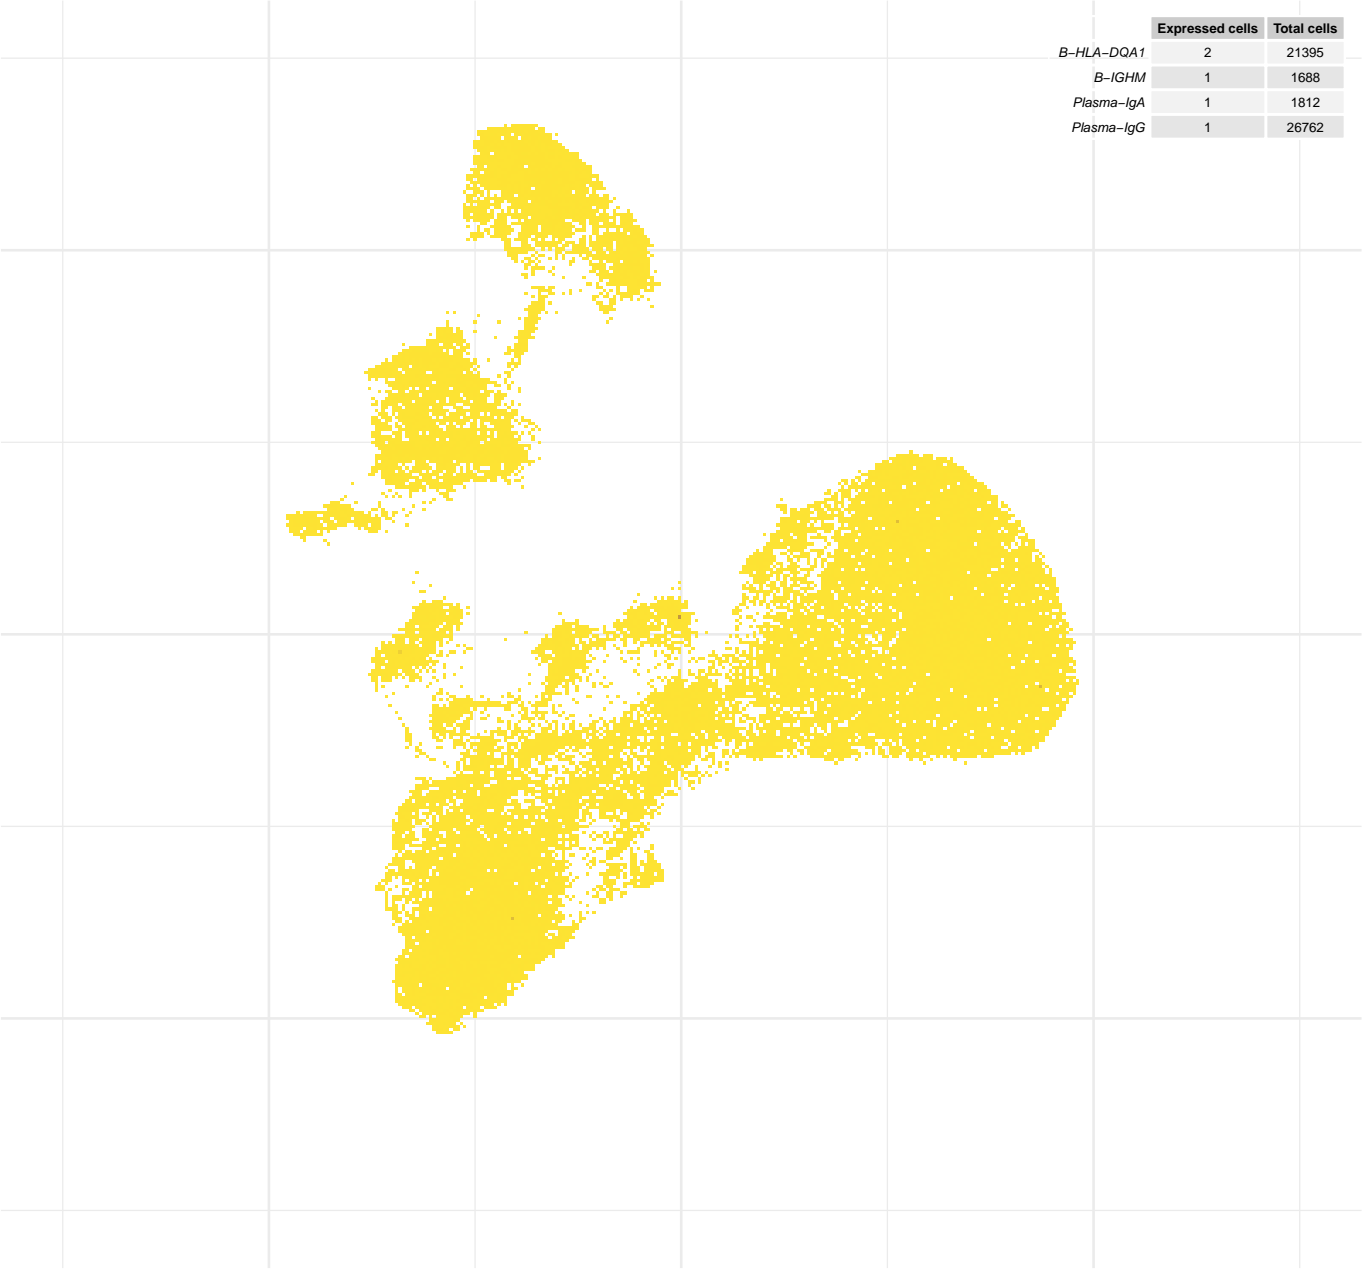 Expressed cells Total cells
B−HLA−DQA1 2 21395
B−IGHM 1 1688
Plasma−IgA 1 1812
Plasma−IgG 1 26762